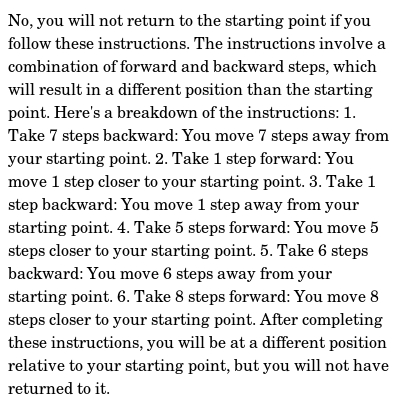 No, you will not return to the starting point if you
follow these instructions. The instructions involve a
combination of forward and backward steps, which
will result in a different position than the starting
point. Here's a breakdown of the instructions: 1.
Take 7 steps backward: You move 7 steps away from
your starting point. 2. Take 1 step forward: You
move 1 step closer to your starting point. 3. Take 1
step backward: You move 1 step away from your
starting point. 4. Take 5 steps forward: You move 5
steps closer to your starting point. 5. Take 6 steps
backward: You move 6 steps away from your
starting point. 6. Take 8 steps forward: You move 8
steps closer to your starting point. After completing
these instructions, you will be at a different position
relative to your starting point, but you will not have
returned to it.